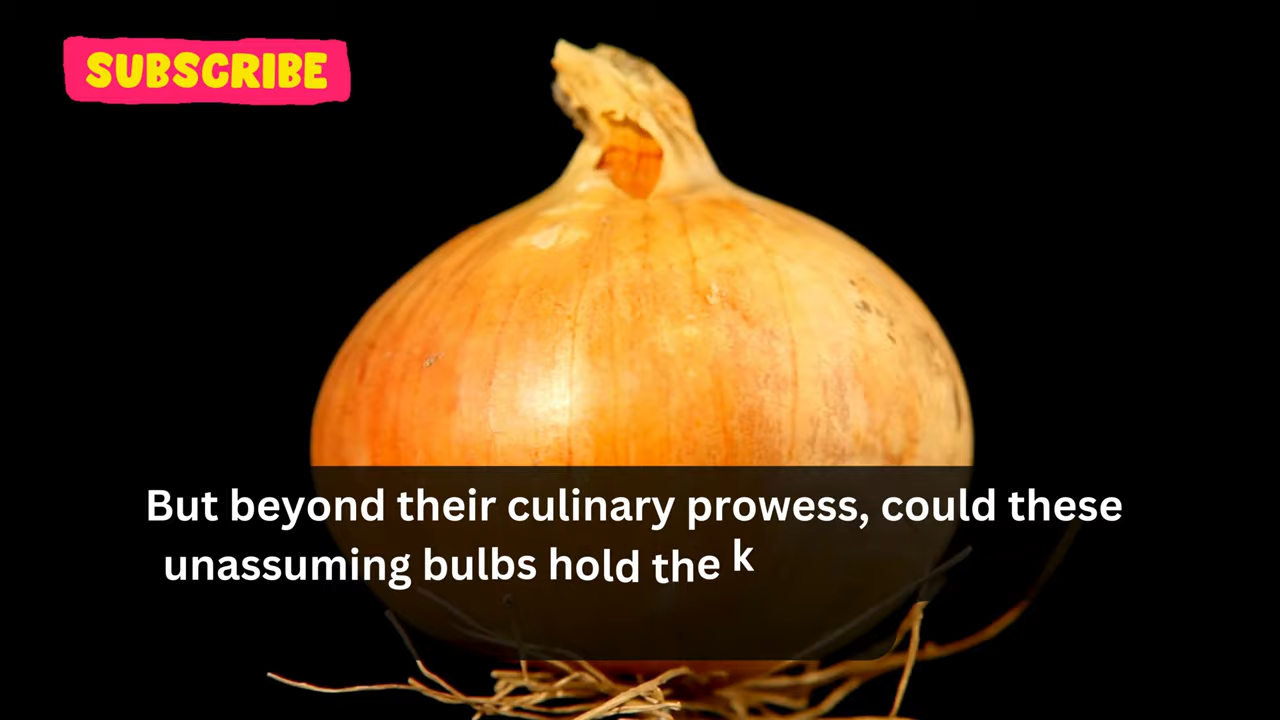 SUBSCRIBE
But beyond their culinary prowess, could these
unassuming bulbs hold the k